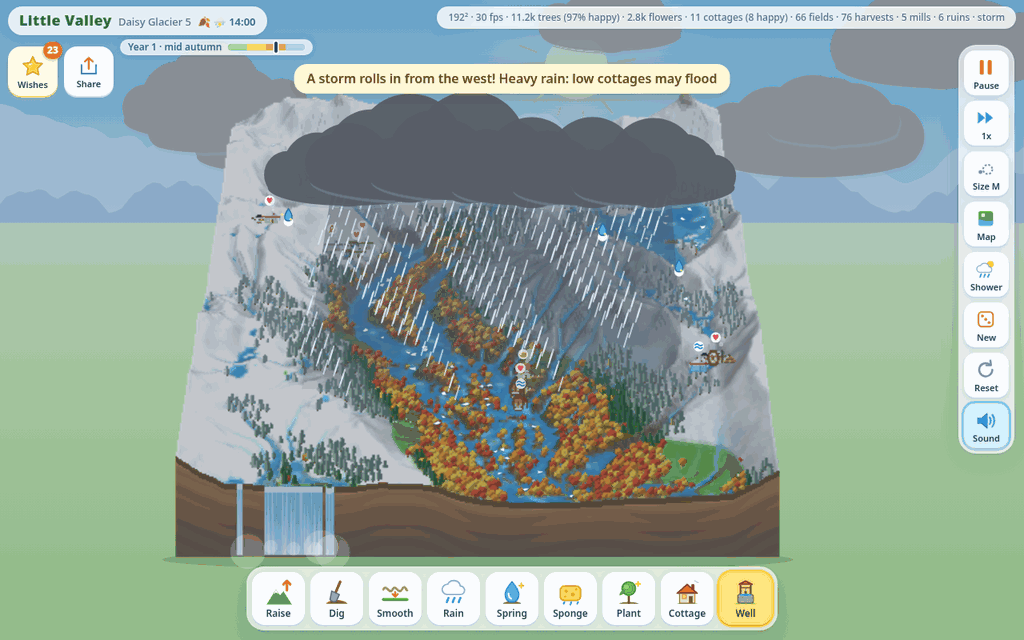 Little Valley Daisy Glacier 5 14:00
192² · 30 fps · 11.2k trees (97% happy) · 2.8k flowers · 11 cottages (8 happy) · 66 fields · 76 harvests · 5 mills · 6 ruins · storm
Year 1 · mid autumn
23
Wishes
Share
A storm rolls in from the west! Heavy rain: low cottages may flood
Pause
1x
Size M
Map
Shower
New
Reset
Sound
Raise
Dig
Smooth
Rain
Spring
Sponge
Plant
Cottage
Well